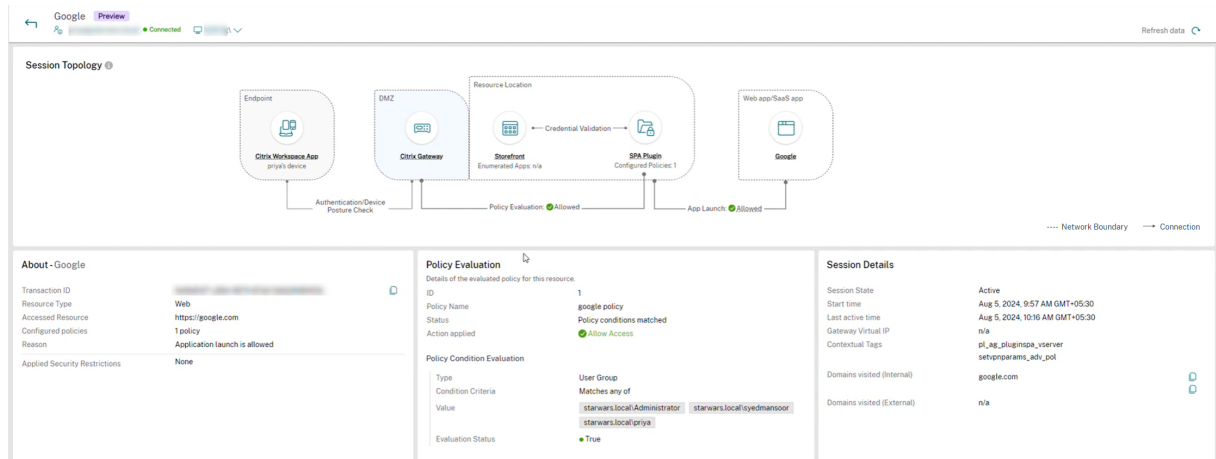 Google Preview
Connected
Refresh data
Session Topology
Resource Location
Endpoint
DMZ
Web app/SaaS app
Credential Validation
Citrix Workspace App
priya's device
Citrix Gateway
Storefront
Enumerated Apps: n/a
SPA Plugin
Configured Policies: 1
Google
Authentication/Device
Posture Check
Policy Evaluation: Allowed
App Launch: Allowed
Network Boundary
Connection
About - Google
Transaction ID
Resource Type Web
Accessed Resource https://google.com
Configured policies 1 policy
Reason Application launch is allowed
Applied Security Restrictions None
Policy Evaluation
Details of the evaluated policy for this resource.
ID 1
Policy Name google policy
Status Policy conditions matched
Action applied Allow Access
Policy Condition Evaluation
Type User Group
Condition Criteria Matches any of
Value starwars.local\Administrator starwars.local\syedmansoor
starwars.local\priya
Evaluation Status True
Session Details
Session State Active
Start time Aug 5, 2024, 9:57 AM GMT+05:30
Last active time Aug 5, 2024, 10:16 AM GMT+05:30
Gateway Virtual IP n/a
Contextual Tags pl_ag_pluginspa_vserver
setvpnparams_adv_pol
Domains visited (Internal) google.com
Domains visited (External) n/a